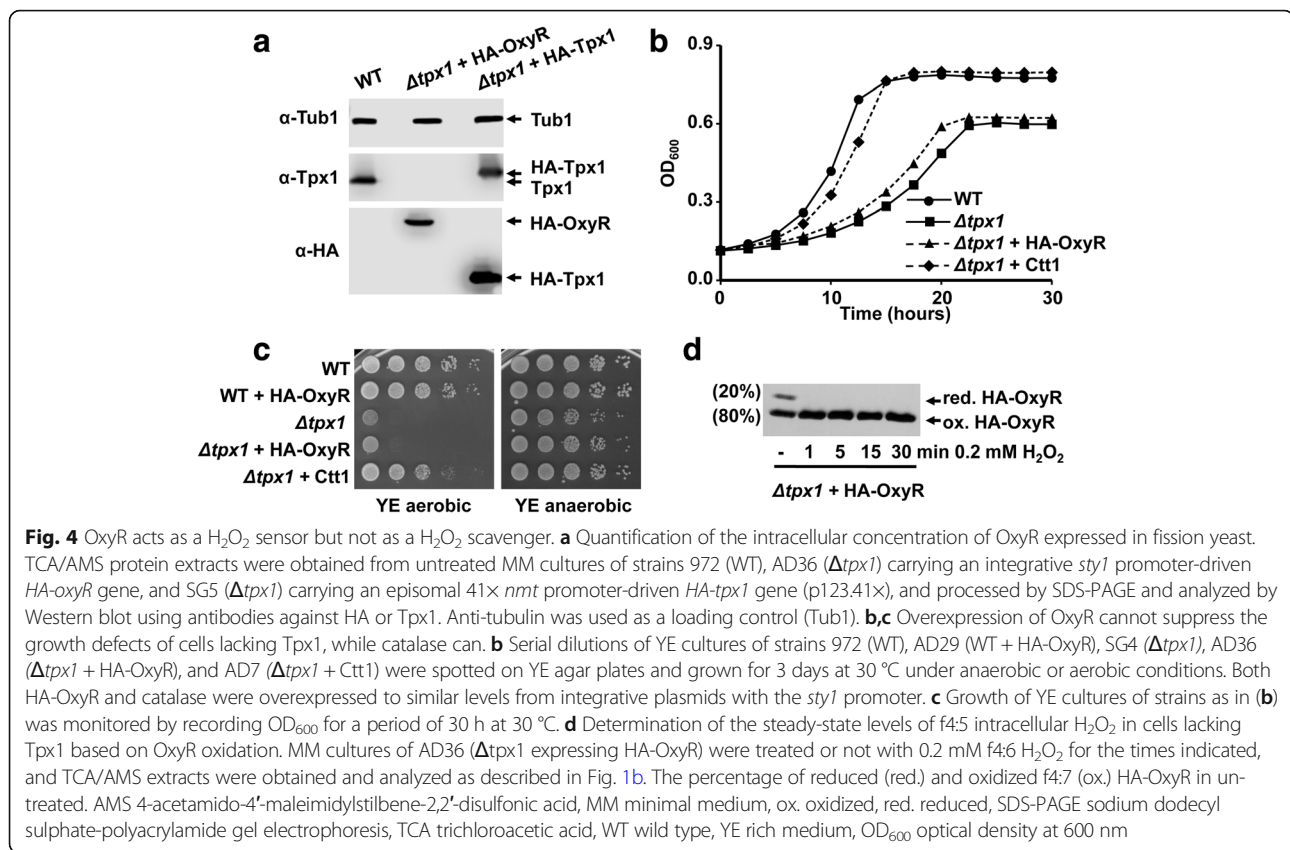 a
WT
Δtpx1 + HA-OxyR
Δtpx1 + HA-Tpx1
α-Tub1
Tub1
α-Tpx1
HA-Tpx1
Tpx1
α-HA
HA-OxyR
HA-Tpx1
b
0.9
0.6
0.3
0.0
OD600
0 10 20 30
Time (hours)
WT
Δtpx1
Δtpx1 + HA-OxyR
Δtpx1 + Ctt1
c
WT
WT + HA-OxyR
Δtpx1
Δtpx1 + HA-OxyR
Δtpx1 + Ctt1
YE aerobic YE anaerobic
d
(20%) red. HA-OxyR
(80%) ox. HA-OxyR
- 1 5 15 30 min 0.2 mM H2O2
Δtpx1 + HA-OxyR
Fig. 4 OxyR acts as a H2O2 sensor but not as a H2O2 scavenger. a Quantification of the intracellular concentration of OxyR expressed in fission yeast.
TCA/AMS protein extracts were obtained from untreated MM cultures of strains 972 (WT), AD36 (Δtpx1) carrying an integrative sty1 promoter-driven
HA-oxyR gene, and SG5 (Δtpx1) carrying an episomal 41× nmt promoter-driven HA-tpx1 gene (p123.41×), and processed by SDS-PAGE and analyzed by
Western blot using antibodies against HA or Tpx1. Anti-tubulin was used as a loading control (Tub1). b,c Overexpression of OxyR cannot suppress the
growth defects of cells lacking Tpx1, while catalase can. b Serial dilutions of YE cultures of strains 972 (WT), AD29 (WT + HA-OxyR), SG4 (Δtpx1), AD36
(Δtpx1 + HA-OxyR), and AD7 (Δtpx1 + Ctt1) were spotted on YE agar plates and grown for 3 days at 30 °C under anaerobic or aerobic conditions. Both
HA-OxyR and catalase were overexpressed to similar levels from integrative plasmids with the sty1 promoter. c Growth of YE cultures of strains as in (b)
was monitored by recording OD600 for a period of 30 h at 30 °C. d Determination of the steady-state levels of f4:5 intracellular H2O2 in cells lacking
Tpx1 based on OxyR oxidation. MM cultures of AD36 (Δtpx1 expressing HA-OxyR) were treated or not with 0.2 mM f4:6 H2O2 for the times indicated,
and TCA/AMS extracts were obtained and analyzed as described in Fig. 1b. The percentage of reduced (red.) and oxidized f4:7 (ox.) HA-OxyR in un-
treated. AMS 4-acetamido-4′-maleimidylstilbene-2,2′-disulfonic acid, MM minimal medium, ox. oxidized, red. reduced, SDS-PAGE sodium dodecyl
sulphate-polyacrylamide gel electrophoresis, TCA trichloroacetic acid, WT wild type, YE rich medium, OD600 optical density at 600 nm